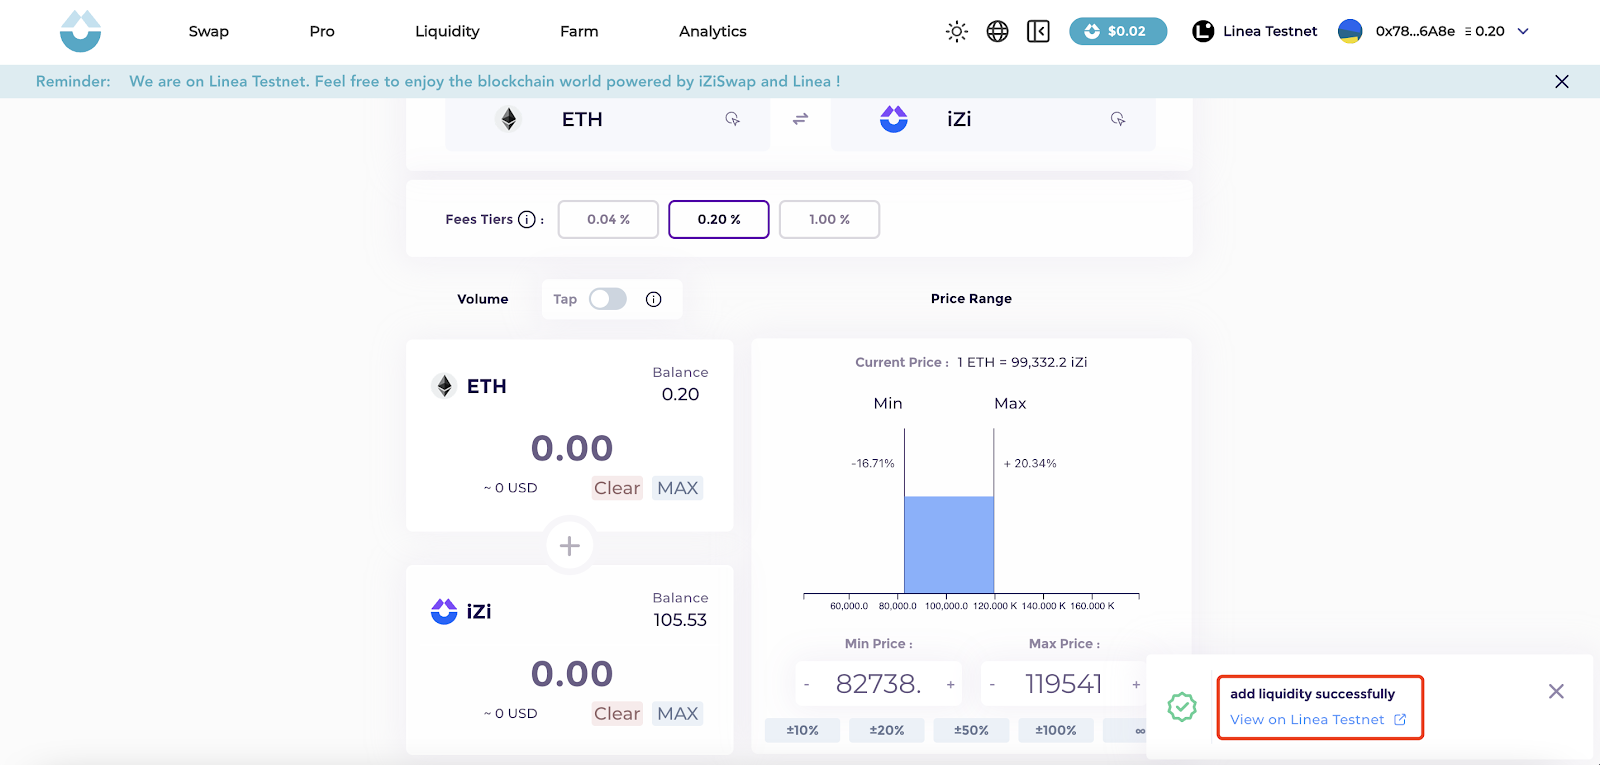 Swap Pro Liquidity Farm Analytics $0.02 Linea Testnet 0x78...6A8e ≡ 0.20
Reminder: We are on Linea Testnet. Feel free to enjoy the blockchain world powered by iZiSwap and Linea !
ETH iZi
Fees Tiers : 0.04 % 0.20 % 1.00 %
Volume Tap Price Range
Current Price : 1 ETH = 99,332.2 iZi
ETH
Balance
0.20
0.00
~ 0 USD Clear MAX
+
iZi
Balance
105.53
0.00
~ 0 USD Clear MAX
Min Max
-16.71% + 20.34%
60,000.0 80,000.0 100,000.0 120.000 K 140.000 K 160.000 K
Min Price : Max Price :
- 82738. + - 119541 +
±10% ±20% ±50% ±100% ∞
add liquidity successfully
View on Linea Testnet